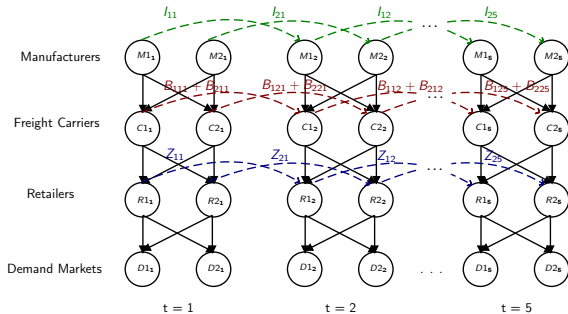 I11 I21 I12 ... I25
Manufacturers M1₁ M2₁ M1₂ M2₂ M1₅ M2₅
B111 + B211 B121 + B221 B112 + B212 ... B125 + B225
Freight Carriers C1₁ C2₁ C1₂ C2₂ C1₅ C2₅
Z11 Z21 Z12 ... Z25
Retailers R1₁ R2₁ R1₂ R2₂ R1₅ R2₅
Demand Markets D1₁ D2₁ D1₂ D2₂ . . . D1₅ D2₅
t = 1 t = 2 t = 5